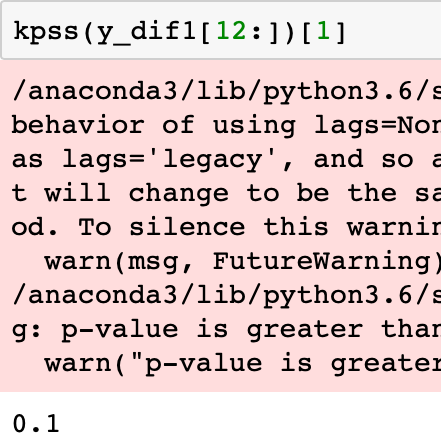 kpss(y_dif1[12:])[1]
/anaconda3/lib/python3.6/s
behavior of using lags=Non
as lags='legacy', and so a
t will change to be the sa
od. To silence this warnin
warn(msg, FutureWarning)
/anaconda3/lib/python3.6/s
g: p-value is greater than
warn("p-value is greater
0.1